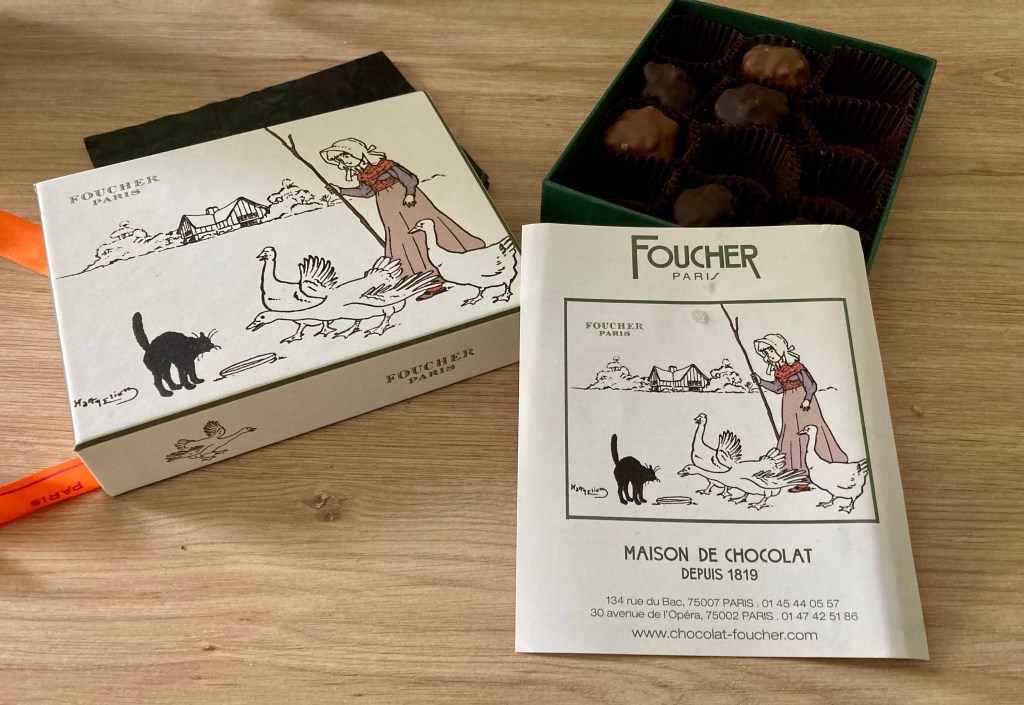 FOUCHER
PARIS
FOUCHER
PARIS
PARIS
FOUCHER
PARIS
FOUCHER
PARIS
MAISON DE CHOCOLAT
DEPUIS 1819
134 rue du Bac, 75007 PARIS . 01 45 44 05 57
30 avenue de l'Opéra, 75002 PARIS . 01 47 42 51 86
www.chocolat-foucher.com